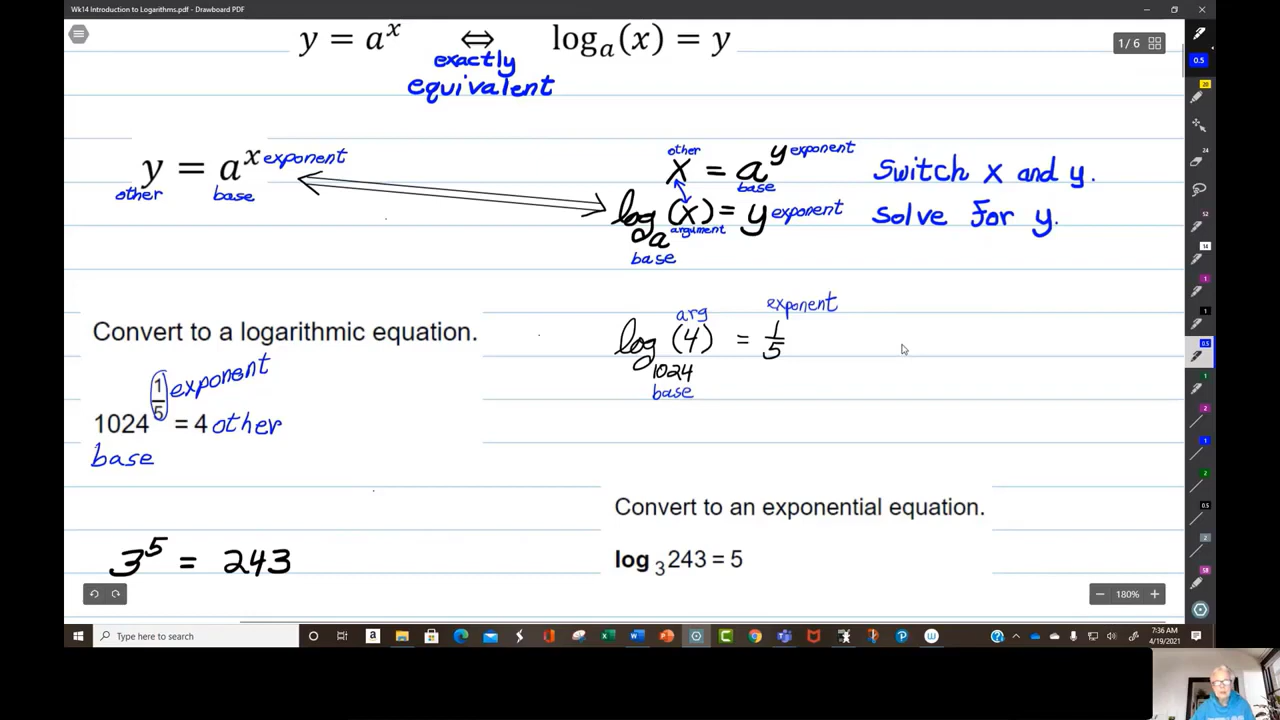 Wk14 Introduction to Logarithms.pdf - Drawboard PDF
y = a^x ⇔ log_a(x) = y
exactly
equivalent
1 / 6
0.5
y = a^x exponent
other base
other
x = a^y exponent Switch x and y.
base
log_a (x) = y exponent Solve for y.
argument
base
Convert to a logarithmic equation.
1024^(1/5) = 4 other
exponent
base
arg exponent
log_1024 (4) = 1/5
base
Convert to an exponential equation.
log_3 243 = 5
3^5 = 243
180%
Type here to search
7:36 AM
4/19/2021